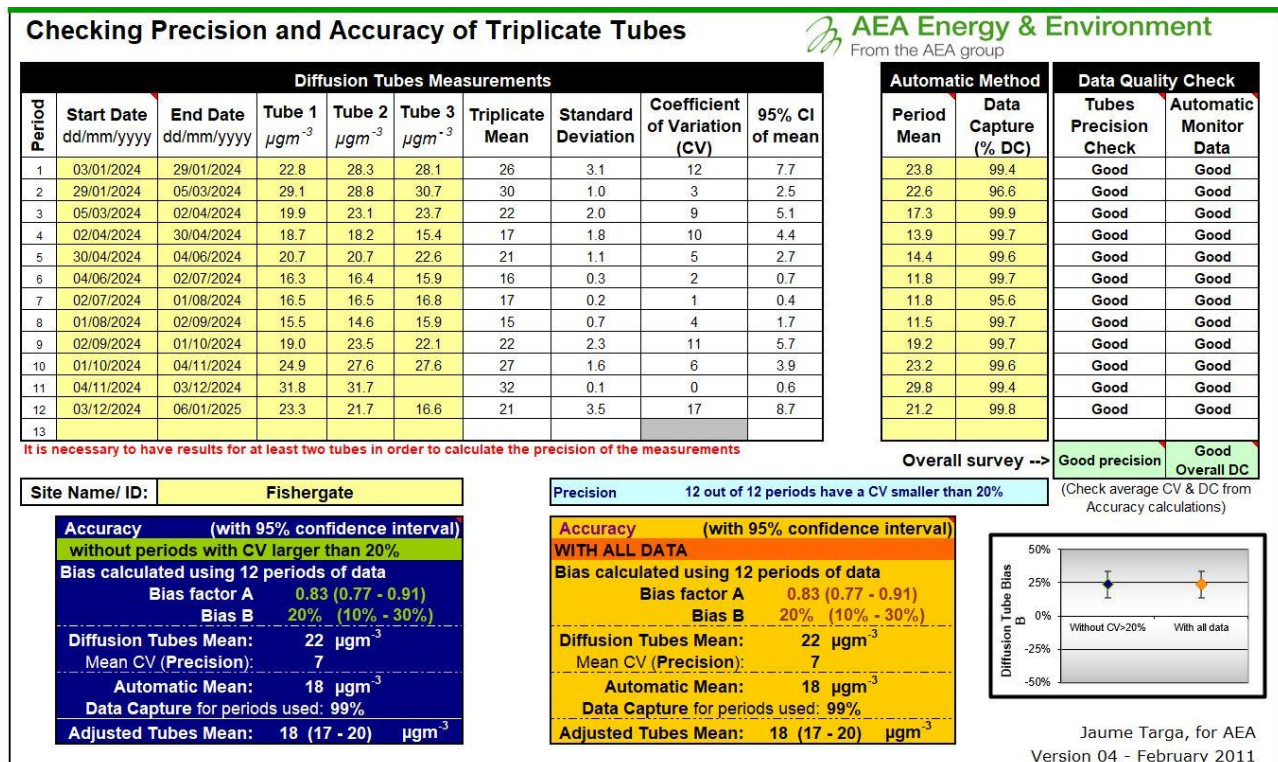 Checking Precision and Accuracy of Triplicate Tubes
AEA Energy & Environment
From the AEA group
Diffusion Tubes Measurements
Automatic Method
Data Quality Check
Period Start Date dd/mm/yyyy End Date dd/mm/yyyy Tube 1 µgm-3 Tube 2 µgm-3 Tube 3 µgm-3 Triplicate Mean Standard Deviation Coefficient of Variation (CV) 95% CI of mean Period Mean Data Capture (% DC) Tubes Precision Check Automatic Monitor Data
1 03/01/2024 29/01/2024 22.8 28.3 28.1 26 3.1 12 7.7 23.8 99.4 Good Good
2 29/01/2024 05/03/2024 29.1 28.8 30.7 30 1.0 3 2.5 22.6 96.6 Good Good
3 05/03/2024 02/04/2024 19.9 23.1 23.7 22 2.0 9 5.1 17.3 99.9 Good Good
4 02/04/2024 30/04/2024 18.7 18.2 15.4 17 1.8 10 4.4 13.9 99.7 Good Good
5 30/04/2024 04/06/2024 20.7 20.7 22.6 21 1.1 5 2.7 14.4 99.6 Good Good
6 04/06/2024 02/07/2024 16.3 16.4 15.9 16 0.3 2 0.7 11.8 99.7 Good Good
7 02/07/2024 01/08/2024 16.5 16.5 16.8 17 0.2 1 0.4 11.8 95.6 Good Good
8 01/08/2024 02/09/2024 15.5 14.6 15.9 15 0.7 4 1.7 11.5 99.7 Good Good
9 02/09/2024 01/10/2024 19.0 23.5 22.1 22 2.3 11 5.7 19.2 99.7 Good Good
10 01/10/2024 04/11/2024 24.9 27.6 27.6 27 1.6 6 3.9 23.2 99.6 Good Good
11 04/11/2024 03/12/2024 31.8 31.7 32 0.1 0 0.6 29.8 99.4 Good Good
12 03/12/2024 06/01/2025 23.3 21.7 16.6 21 3.5 17 8.7 21.2 99.8 Good Good
13
It is necessary to have results for at least two tubes in order to calculate the precision of the measurements
Overall survey --> Good precision Good Overall DC
Site Name/ ID: Fishergate
Precision 12 out of 12 periods have a CV smaller than 20%
(Check average CV & DC from
Accuracy calculations)
Accuracy (with 95% confidence interval)
without periods with CV larger than 20%
Bias calculated using 12 periods of data
Bias factor A 0.83 (0.77 - 0.91)
Bias B 20% (10% - 30%)
Diffusion Tubes Mean: 22 µgm-3
Mean CV (Precision): 7
Automatic Mean: 18 µgm-3
Data Capture for periods used: 99%
Adjusted Tubes Mean: 18 (17 - 20) µgm-3
Accuracy (with 95% confidence interval)
WITH ALL DATA
Bias calculated using 12 periods of data
Bias factor A 0.83 (0.77 - 0.91)
Bias B 20% (10% - 30%)
Diffusion Tubes Mean: 22 µgm-3
Mean CV (Precision): 7
Automatic Mean: 18 µgm-3
Data Capture for periods used: 99%
Adjusted Tubes Mean: 18 (17 - 20) µgm-3
Diffusion Tube Bias B
50%
25%
0%
-25%
-50%
Without CV>20% With all data
Jaume Targa, for AEA
Version 04 - February 2011